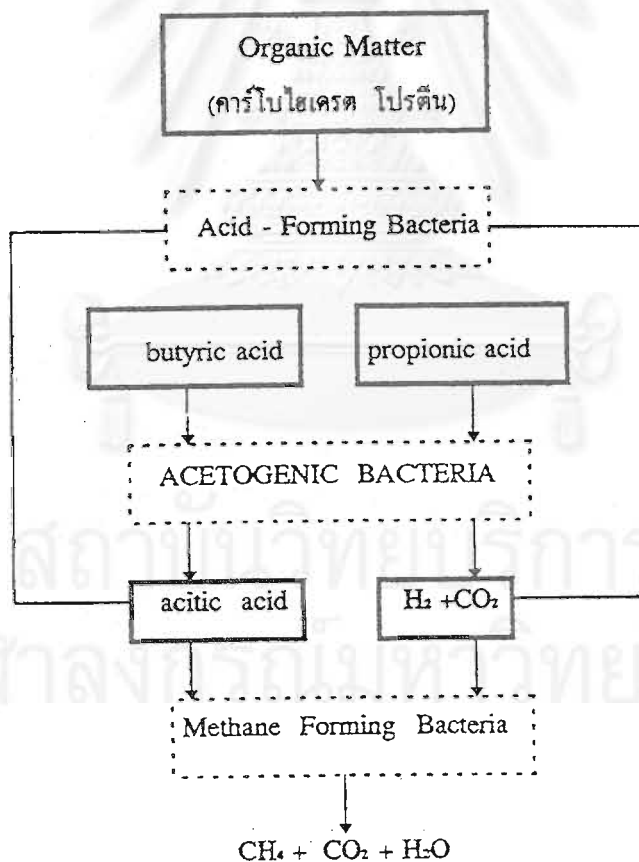 Organic Matter
(คาร์โบไฮเดรต โปรตีน)
Acid - Forming Bacteria
butyric acid
propionic acid
ACETOGENIC BACTERIA
acitic acid
H₂ +CO₂
Methane Forming Bacteria
CH₄ + CO₂ + H₂O